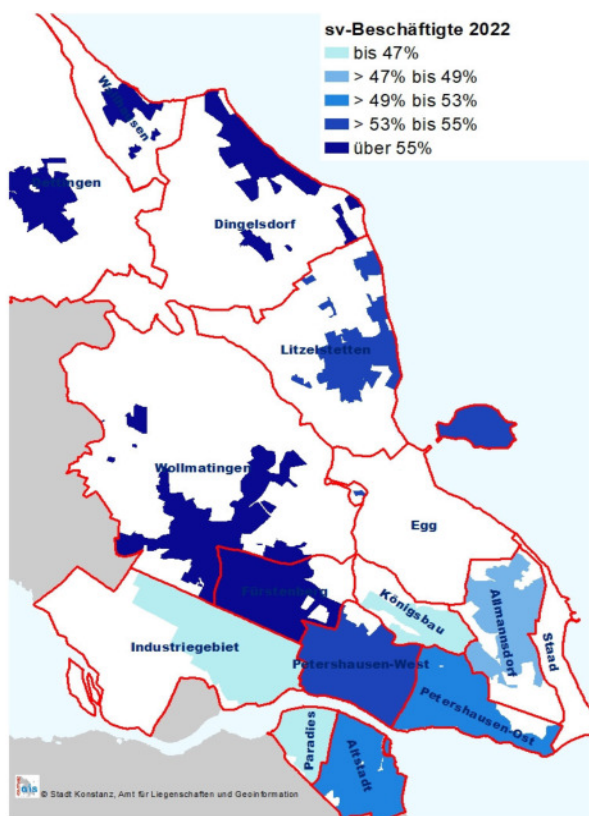 sv-Beschäftigte 2022
bis 47%
> 47% bis 49%
> 49% bis 53%
> 53% bis 55%
über 55%
Dingelsdorf
Litzelstetten
Wollmatingen
Egg
Fürstenberg
Königsbau
Allmannsdorf
Staad
Industriegebiet
Petershausen-West
Petershausen-Ost
Paradies
Altstadt
© Stadt Konstanz, Amt für Liegenschaften und Geoinformation